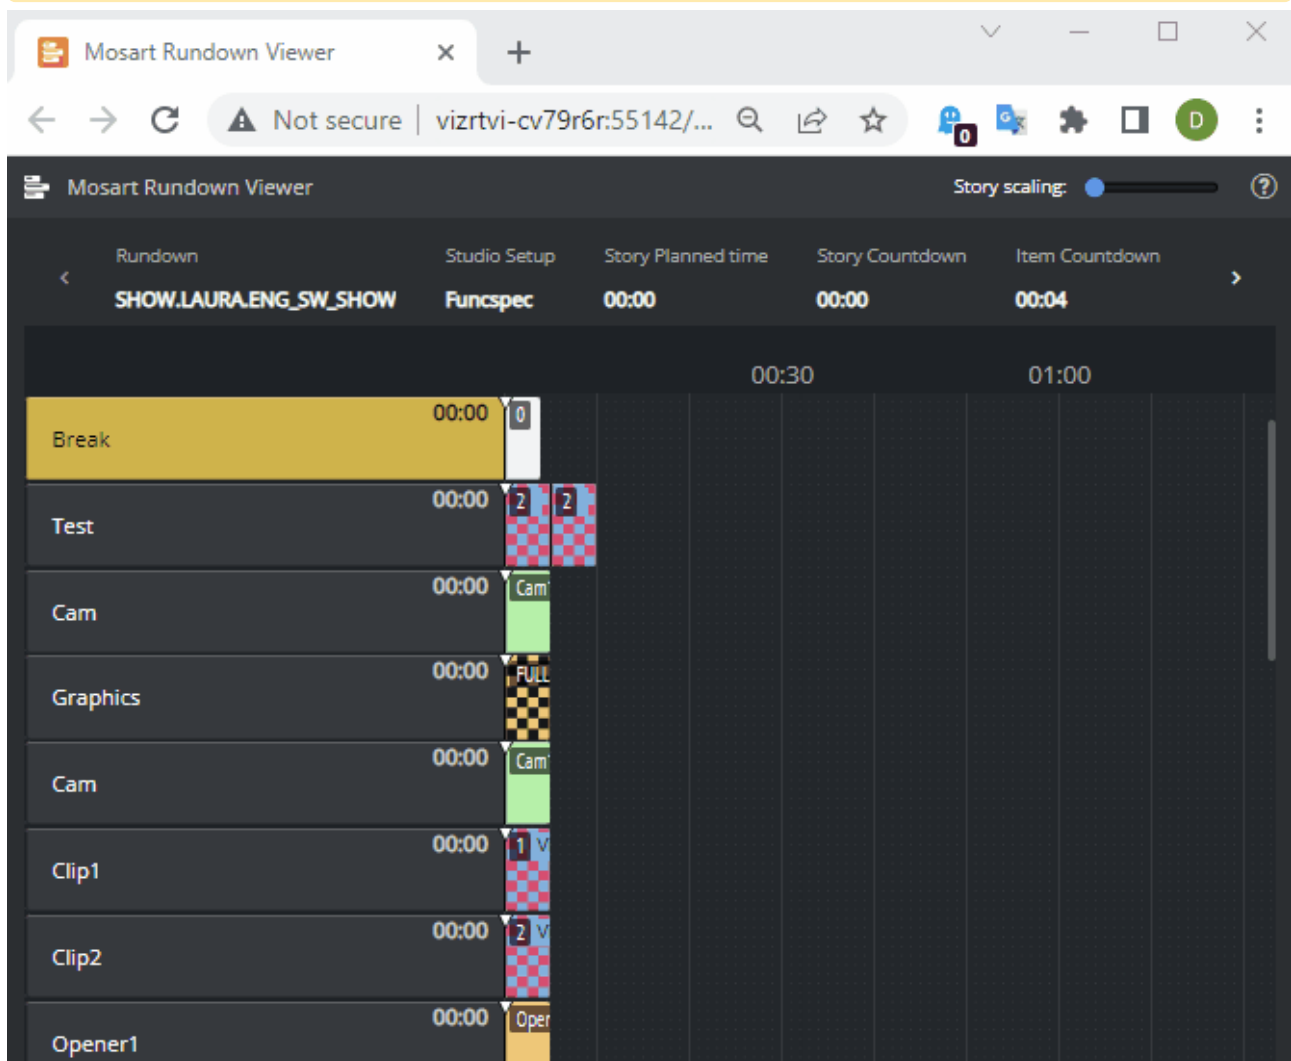 Mosart Rundown Viewer
Not secure vizrtvi-cv79r6r:55142/... 0 D
Mosart Rundown Viewer Story scaling: ?
Rundown Studio Setup Story Planned time Story Countdown Item Countdown
SHOW.LAURA.ENG_SW_SHOW Funcspec 00:00 00:00 00:04
00:30 01:00
Break 00:00 0
Test 00:00 2 2
Cam 00:00 Cam
Graphics 00:00 FULL
Cam 00:00 Cam
Clip1 00:00 1 V
Clip2 00:00 2 V
Opener1 00:00 Oper